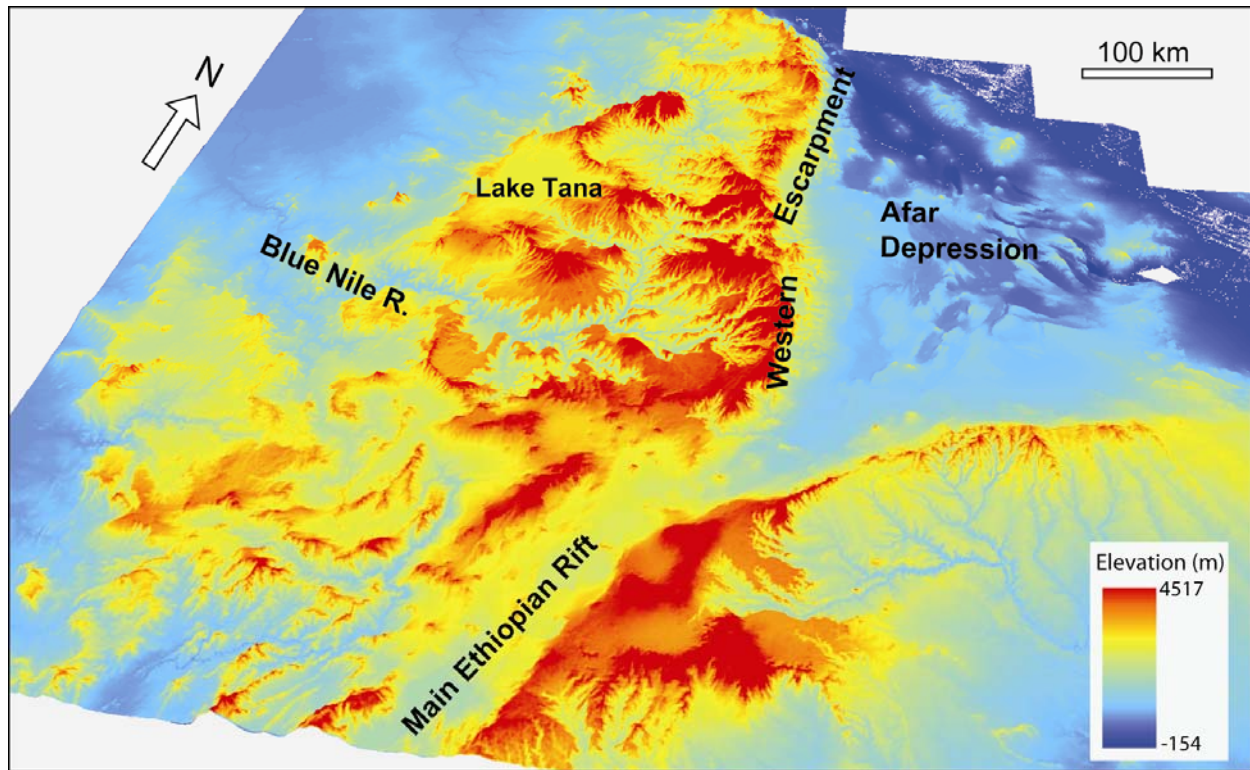 N
100 km
Lake Tana
Escarpment
Afar
Depression
Blue Nile R.
Western
Main Ethiopian Rift
Elevation (m)
4517
-154